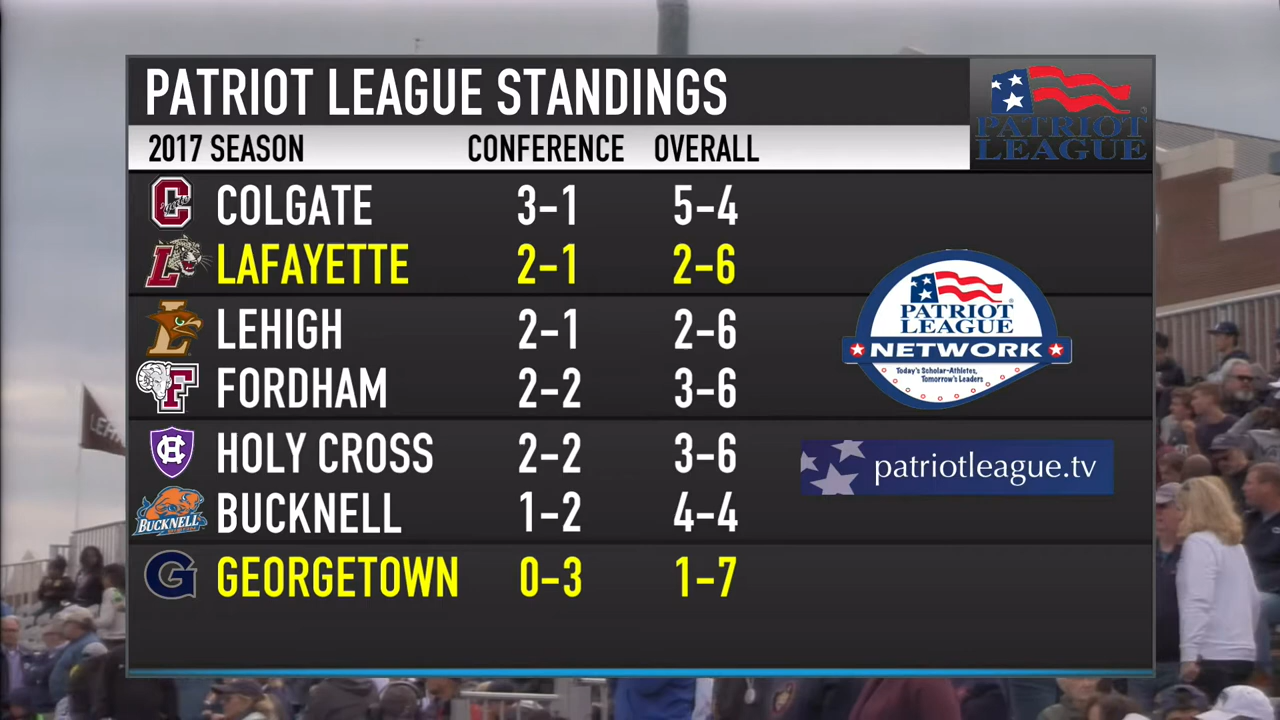 PATRIOT LEAGUE STANDINGS
PATRIOT
LEAGUE
2017 SEASON CONFERENCE OVERALL
COLGATE 3-1 5-4
LAFAYETTE 2-1 2-6
LEHIGH 2-1 2-6
FORDHAM 2-2 3-6
HOLY CROSS 2-2 3-6
BUCKNELL BUCKNELL 1-2 4-4
GEORGETOWN 0-3 1-7
PATRIOT
LEAGUE
NETWORK
Today's Scholar-Athletes,
Tomorrow's Leaders
patriotleague.tv